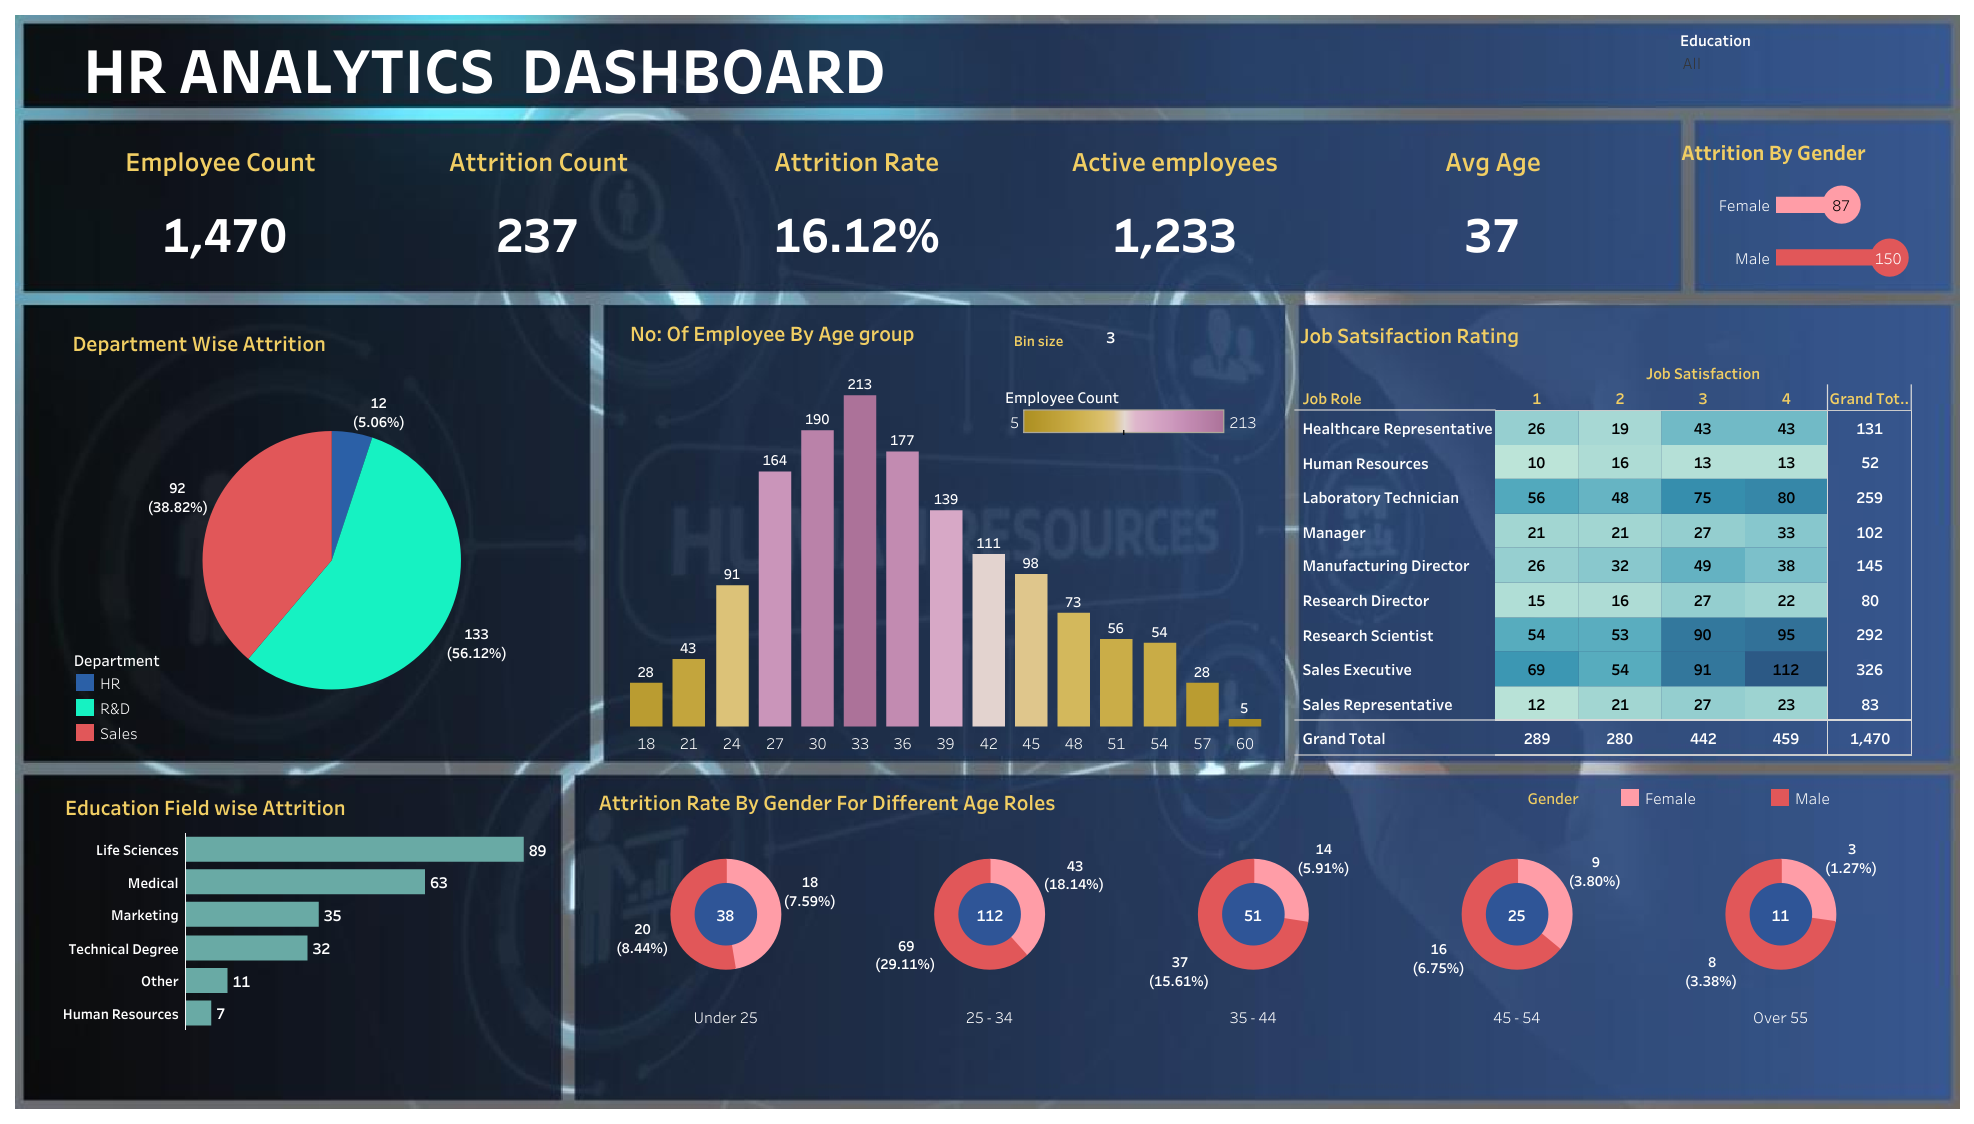 HR ANALYTICS DASHBOARD
Education
All
Employee Count
Attrition Count
Attrition Rate
Active employees
Avg Age
1,470
237
16.12%
1,233
37
Attrition By Gender
Female 87
Male 150
Department Wise Attrition
12
(5.06%)
92
(38.82%)
133
(56.12%)
Department
HR
R&D
Sales
No: Of Employee By Age group
Bin size 3
Employee Count
5 213
28 43 91 164 190 213 177 139 111 98 73 56 54 28 5
18 21 24 27 30 33 36 39 42 45 48 51 54 57 60
HUMAN RESOURCES
Job Satsifaction Rating
Job Satisfaction
Job Role 1 2 3 4 Grand Tot..
Healthcare Representative 26 19 43 43 131
Human Resources 10 16 13 13 52
Laboratory Technician 56 48 75 80 259
Manager 21 21 27 33 102
Manufacturing Director 26 32 49 38 145
Research Director 15 16 27 22 80
Research Scientist 54 53 90 95 292
Sales Executive 69 54 91 112 326
Sales Representative 12 21 27 23 83
Grand Total 289 280 442 459 1,470
Education Field wise Attrition
Life Sciences 89
Medical 63
Marketing 35
Technical Degree 32
Other 11
Human Resources 7
Attrition Rate By Gender For Different Age Roles
Gender Female Male
18
(7.59%)
38
20
(8.44%)
Under 25
43
(18.14%)
112
69
(29.11%)
25 - 34
14
(5.91%)
51
37
(15.61%)
35 - 44
9
(3.80%)
25
16
(6.75%)
45 - 54
3
(1.27%)
11
8
(3.38%)
Over 55